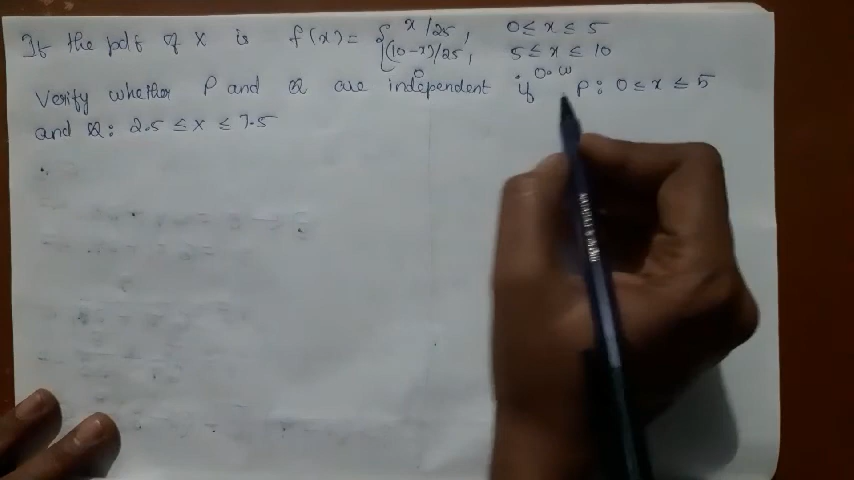 If the pdf of X is f(x) = { x/25, 0 ≤ x ≤ 5
(10-x)/25, 5 ≤ x ≤ 10
0 o.w
Verify whether P and Q are independent if P: 0 ≤ x ≤ 5
and Q: 2.5 ≤ x ≤ 7.5